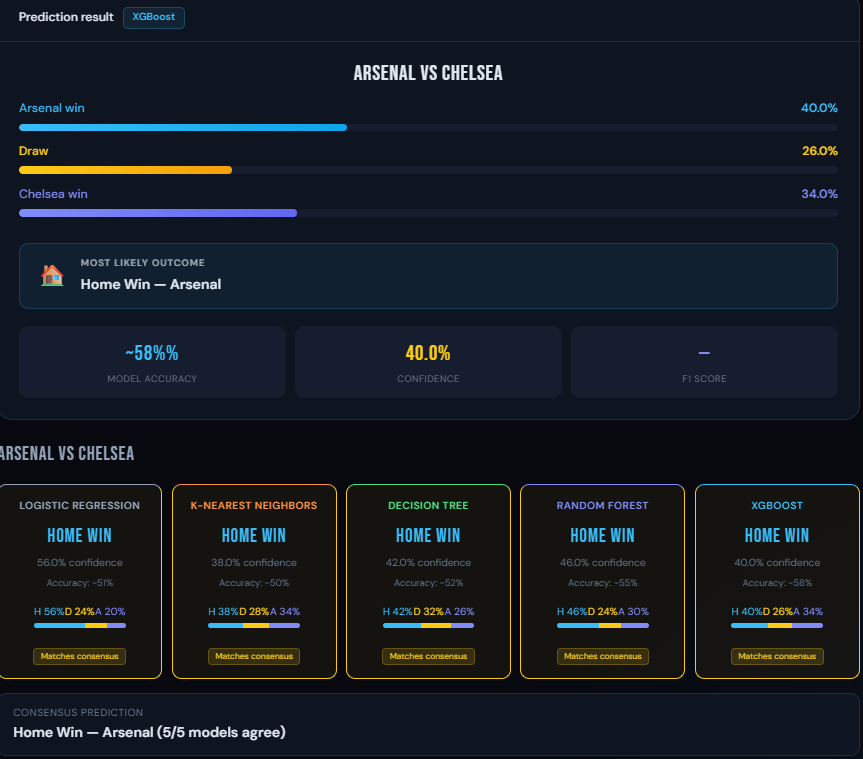 Prediction result XGBoost
ARSENAL VS CHELSEA
Arsenal win 40.0%
Draw 26.0%
Chelsea win 34.0%
MOST LIKELY OUTCOME
Home Win — Arsenal
~58%% 40.0% —
MODEL ACCURACY CONFIDENCE F1 SCORE
ARSENAL VS CHELSEA
LOGISTIC REGRESSION K-NEAREST NEIGHBORS DECISION TREE RANDOM FOREST XGBOOST
HOME WIN HOME WIN HOME WIN HOME WIN HOME WIN
56.0% confidence 38.0% confidence 42.0% confidence 46.0% confidence 40.0% confidence
Accuracy: ~51% Accuracy: ~50% Accuracy: ~52% Accuracy: ~55% Accuracy: ~58%
H 56%D 24%A 20% H 38%D 28%A 34% H 42%D 32%A 26% H 46%D 24%A 30% H 40%D 26%A 34%
Matches consensus Matches consensus Matches consensus Matches consensus Matches consensus
CONSENSUS PREDICTION
Home Win — Arsenal (5/5 models agree)